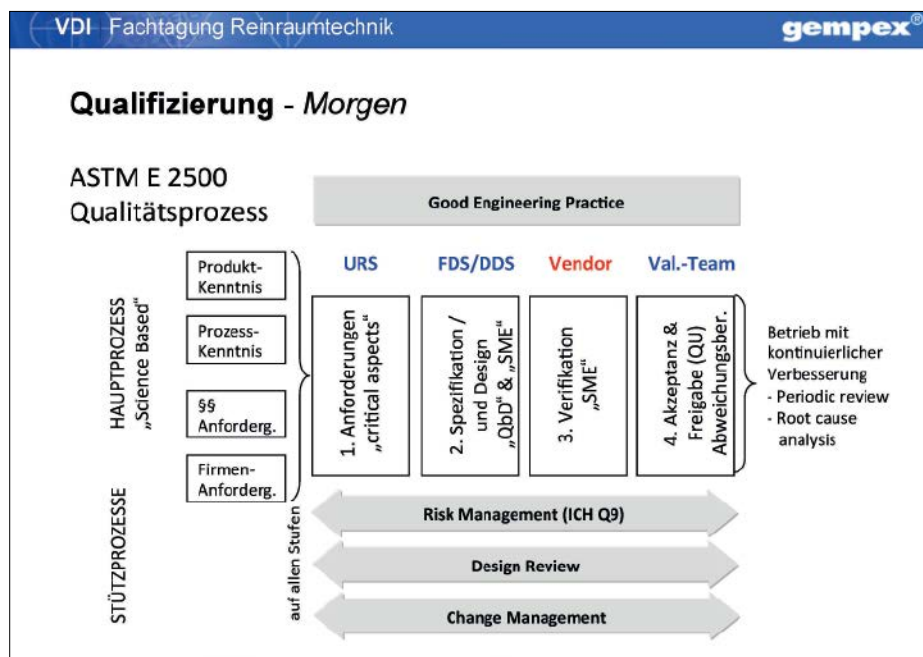 VDI Fachtagung Reinraumtechnik
gempex®
Qualifizierung - Morgen
ASTM E 2500
Qualitätsprozess
Good Engineering Practice
HAUPTPROZESS
„Science Based“
Produkt-
Kenntnis
Prozess-
Kenntnis
§§
Anforderg.
Firmen-
Anforderg.
URS
FDS/DDS
Vendor
Val.-Team
1. Anforderungen
„critical aspects“
2. Spezifikation /
und Design
„QbD“ & „SME“
3. Verifikation
„SME“
4. Akzeptanz &
Freigabe (QU)
Abweichungsber.
Betrieb mit
kontinuierlicher
Verbesserung
- Periodic review
- Root cause
analysis
STÜTZPROZESSE
auf allen Stufen
Risk Management (ICH Q9)
Design Review
Change Management